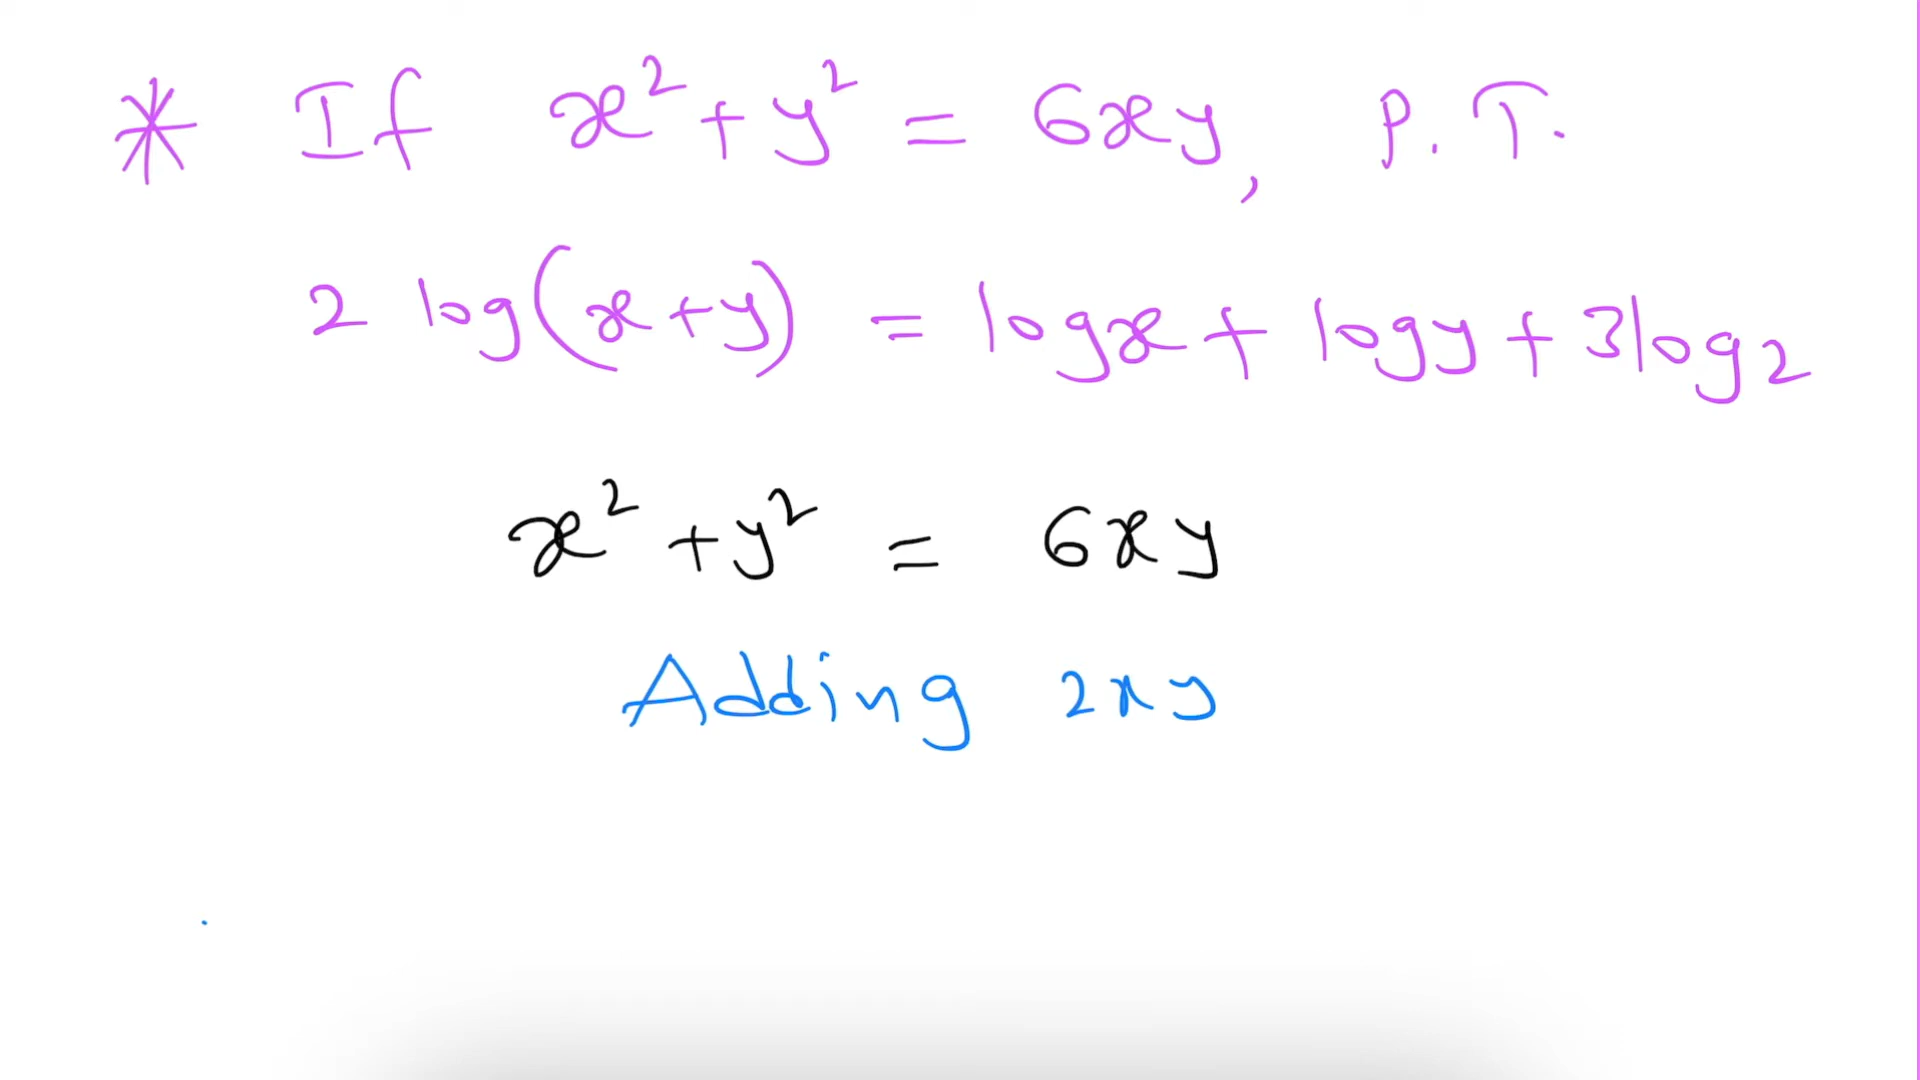 * If x² + y² = 6xy, P.T.
2 log(x+y) = logx + logy + 3log2
x² + y² = 6xy
Adding 2xy